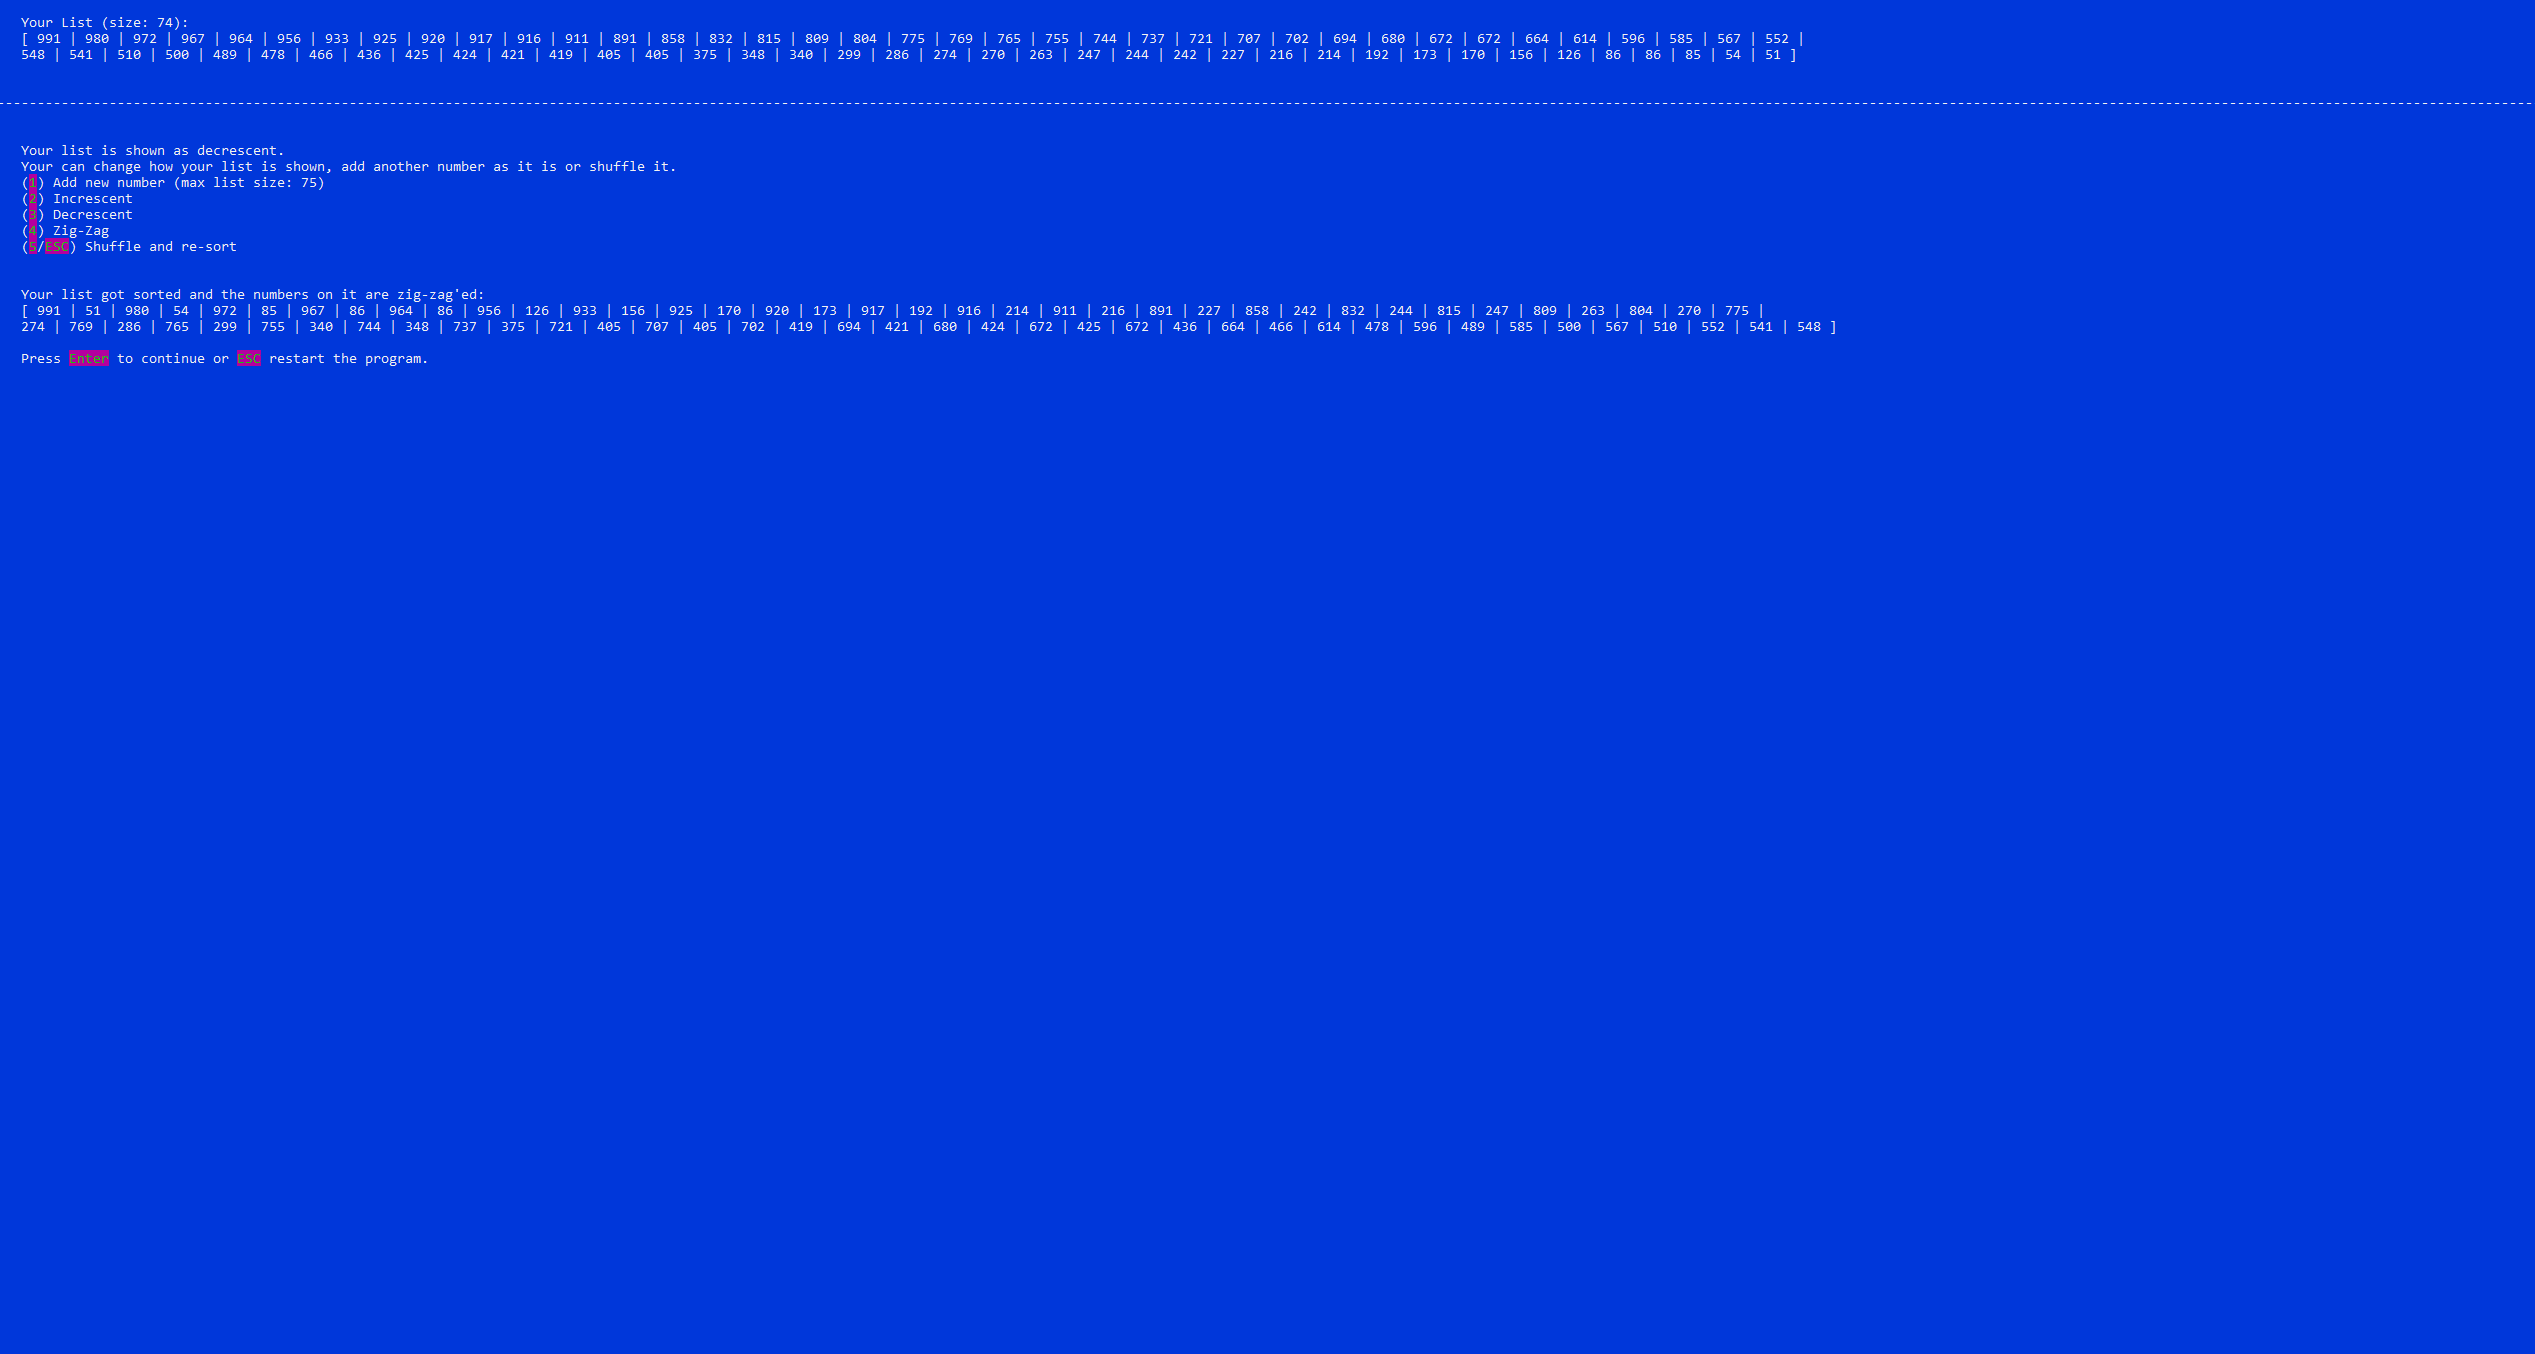 Your List (size: 74):
[ 991 | 980 | 972 | 967 | 964 | 956 | 933 | 925 | 920 | 917 | 916 | 911 | 891 | 858 | 832 | 815 | 809 | 804 | 775 | 769 | 765 | 755 | 744 | 737 | 721 | 707 | 702 | 694 | 680 | 672 | 672 | 664 | 614 | 596 | 585 | 567 | 552 |
548 | 541 | 510 | 500 | 489 | 478 | 466 | 436 | 425 | 424 | 421 | 419 | 405 | 405 | 375 | 348 | 340 | 299 | 286 | 274 | 270 | 263 | 247 | 244 | 242 | 227 | 216 | 214 | 192 | 173 | 170 | 156 | 126 | 86 | 86 | 85 | 54 | 51 ]
Your list is shown as decrescent.
Your can change how your list is shown, add another number as it is or shuffle it.
(1) Add new number (max list size: 75)
(2) Increscent
(3) Decrescent
(4) Zig-Zag
(5/ESC) Shuffle and re-sort
Your list got sorted and the numbers on it are zig-zag'ed:
[ 991 | 51 | 980 | 54 | 972 | 85 | 967 | 86 | 964 | 86 | 956 | 126 | 933 | 156 | 925 | 170 | 920 | 173 | 917 | 192 | 916 | 214 | 911 | 216 | 891 | 227 | 858 | 242 | 832 | 244 | 815 | 247 | 809 | 263 | 804 | 270 | 775 |
274 | 769 | 286 | 765 | 299 | 755 | 340 | 744 | 348 | 737 | 375 | 721 | 405 | 707 | 405 | 702 | 419 | 694 | 421 | 680 | 424 | 672 | 425 | 672 | 436 | 664 | 466 | 614 | 478 | 596 | 489 | 585 | 500 | 567 | 510 | 552 | 541 | 548 ]
Press Enter to continue or ESC restart the program.